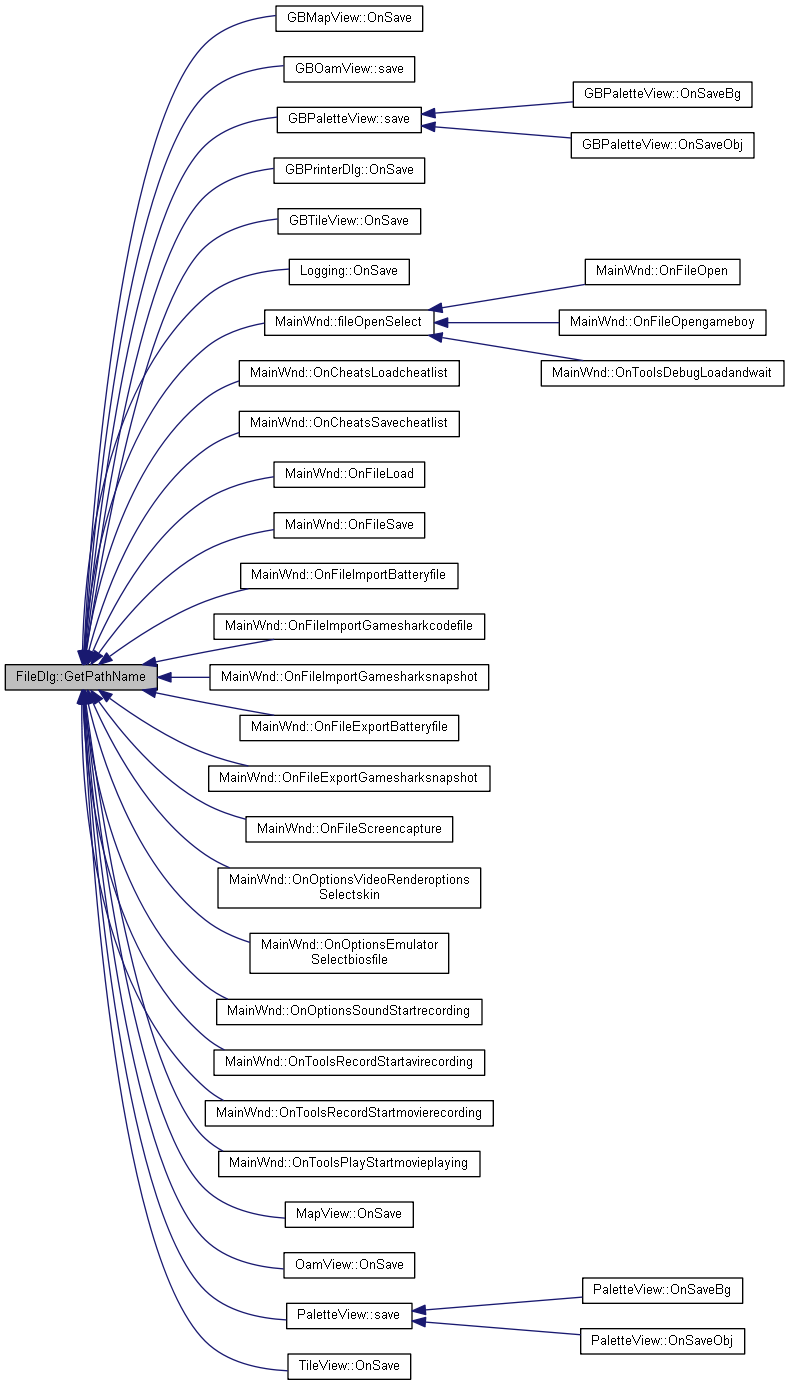 GBMapView::OnSave
GBOamView::save
GBPaletteView::save
GBPaletteView::OnSaveBg
GBPaletteView::OnSaveObj
GBPrinterDlg::OnSave
GBTileView::OnSave
Logging::OnSave
MainWnd::fileOpenSelect
MainWnd::OnFileOpen
MainWnd::OnFileOpengameboy
MainWnd::OnToolsDebugLoadandwait
MainWnd::OnCheatsLoadcheatlist
MainWnd::OnCheatsSavecheatlist
MainWnd::OnFileLoad
MainWnd::OnFileSave
MainWnd::OnFileImportBatteryfile
MainWnd::OnFileImportGamesharkcodefile
FileDlg::GetPathName
MainWnd::OnFileImportGamesharksnapshot
MainWnd::OnFileExportBatteryfile
MainWnd::OnFileExportGamesharksnapshot
MainWnd::OnFileScreencapture
MainWnd::OnOptionsVideoRenderoptions
Selectskin
MainWnd::OnOptionsEmulator
Selectbiosfile
MainWnd::OnOptionsSoundStartrecording
MainWnd::OnToolsRecordStartavirecording
MainWnd::OnToolsRecordStartmovierecording
MainWnd::OnToolsPlayStartmovieplaying
MapView::OnSave
OamView::OnSave
PaletteView::save
PaletteView::OnSaveBg
PaletteView::OnSaveObj
TileView::OnSave